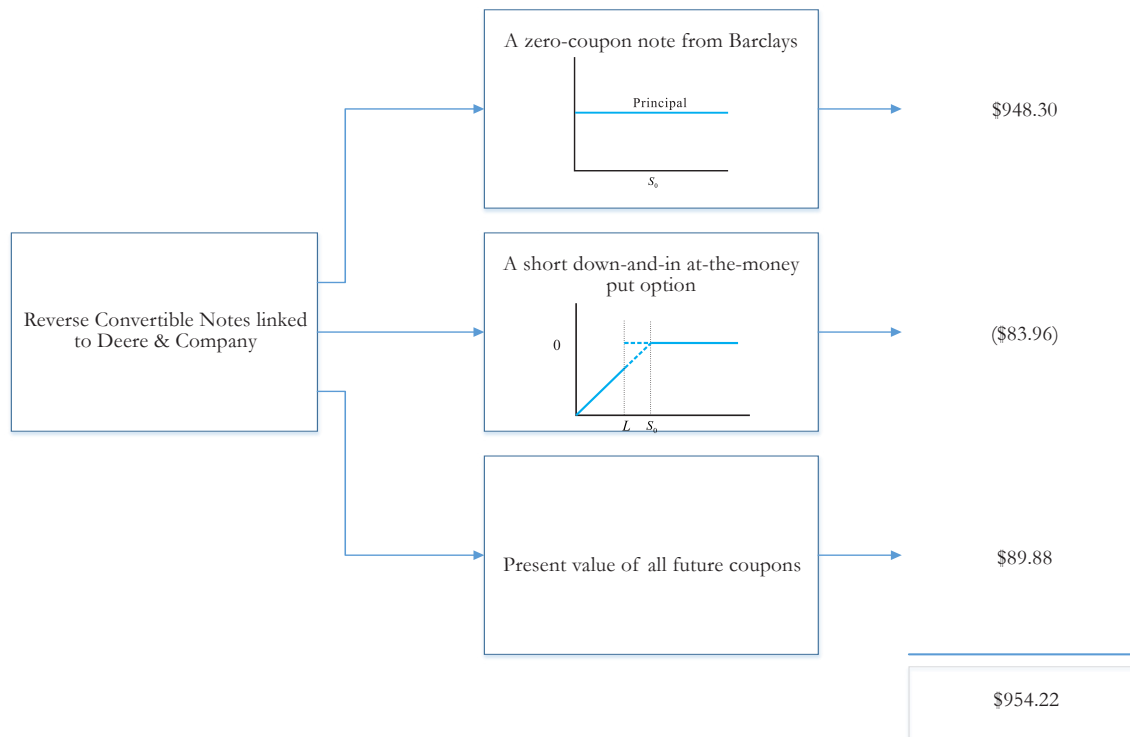 A zero-coupon note from Barclays
Principal
S₀
$948.30
Reverse Convertible Notes linked
to Deere & Company
A short down-and-in at-the-money
put option
0
L S₀
($83.96)
Present value of all future coupons
$89.88
$954.22